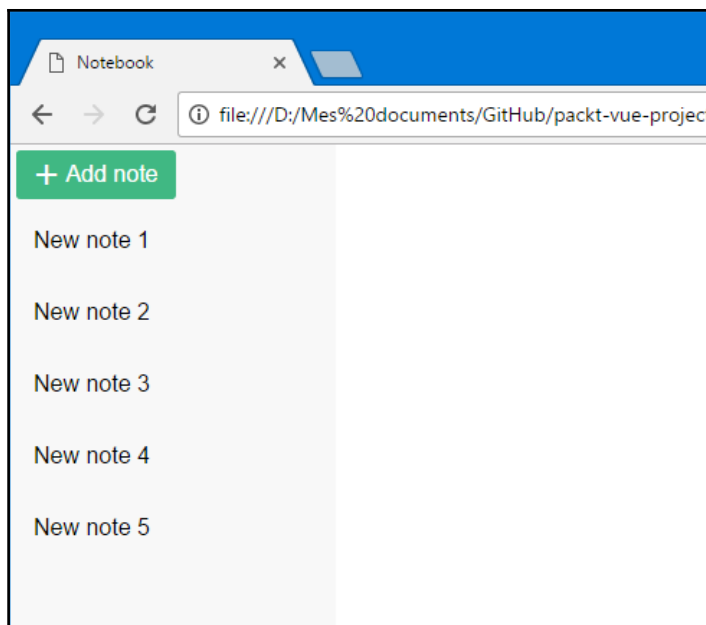 Notebook
file:///D:/Mes%20documents/GitHub/packt-vue-projec
+ Add note
New note 1
New note 2
New note 3
New note 4
New note 5